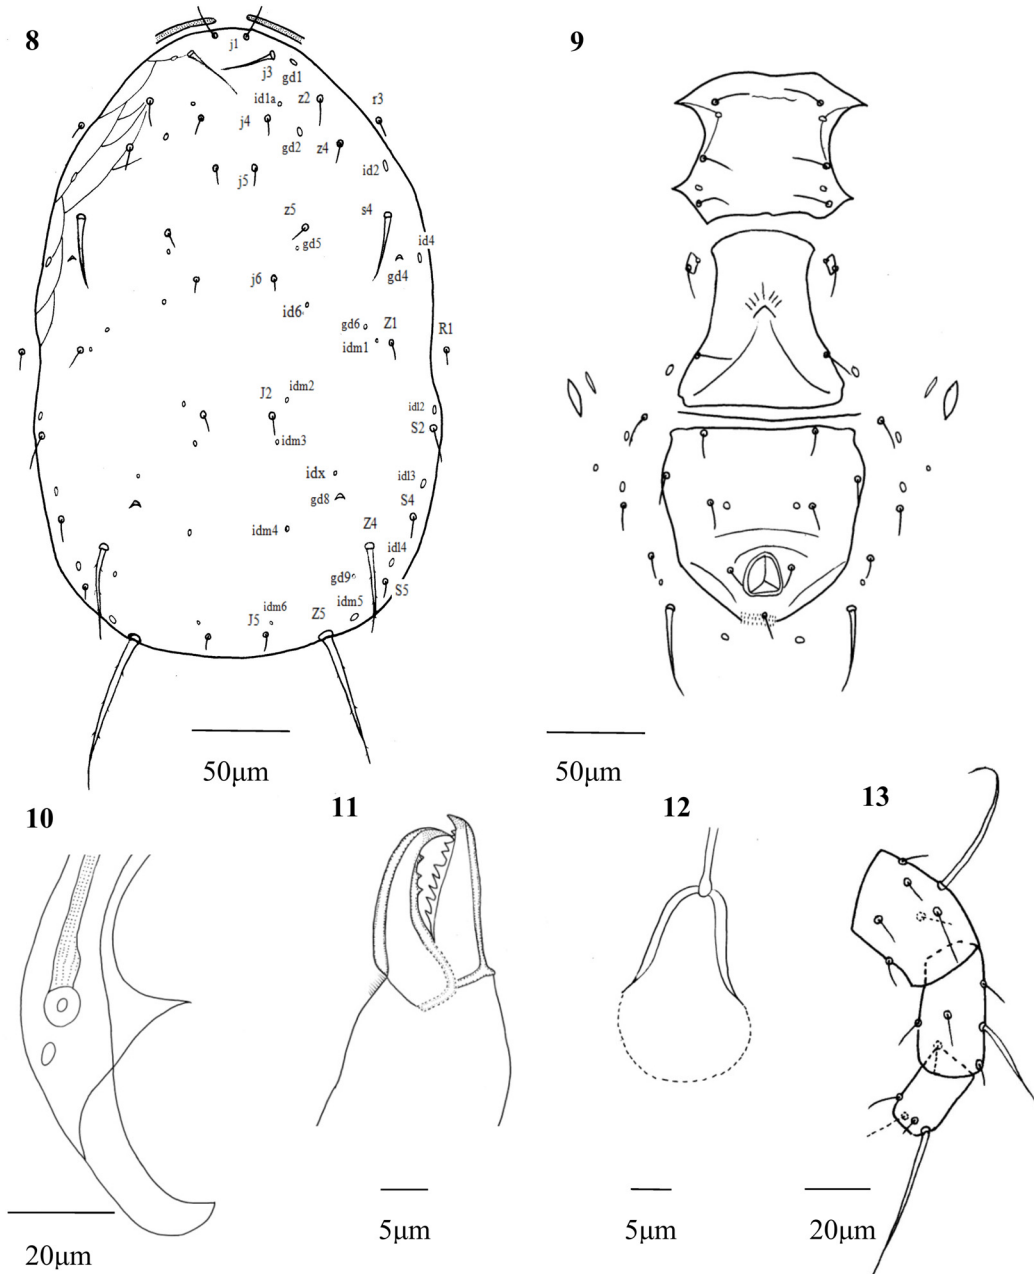 8
j1
j3
gd1
id1a
z2
r3
j4
gd2
z4
id2
j5
z5
s4
gd5
id4
gd4
j6
id6
gd6
Z1
R1
idm1
idm2
J2
idl2
S2
idm3
idx
idl3
gd8
S4
idm4
Z4
idl4
gd9
S5
idm6
Z5
idm5
J5
50μm
9
50μm
10
20μm
11
5μm
12
5μm
13
20μm